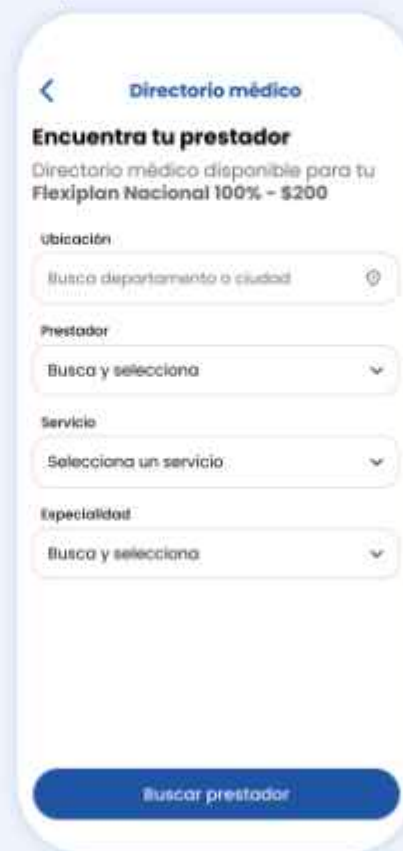 Directorio médico
Encuentra tu prestador
Directorio médico disponible para tu
Flexiplan Nacional 100% - $200
Ubicación
Busca departamento o ciudad
Prestador
Busca y selecciona
Servicio
Selecciona un servicio
Especialidad
Busca y selecciona
Buscar prestador